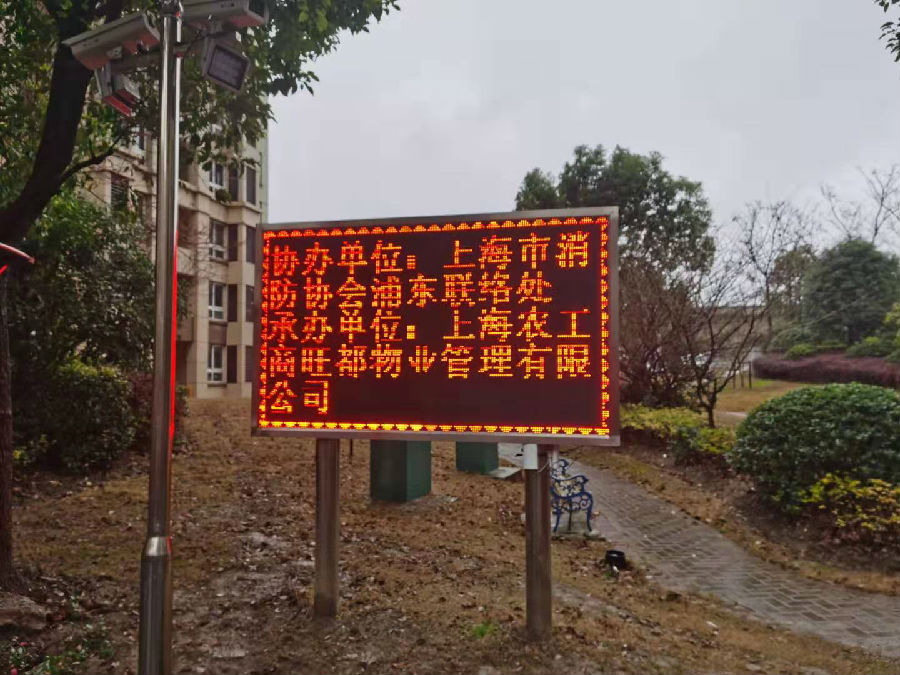 协办单位：上海市消
防协会浦东联络处
承办单位：上海农工
商旺都物业管理有限
公司